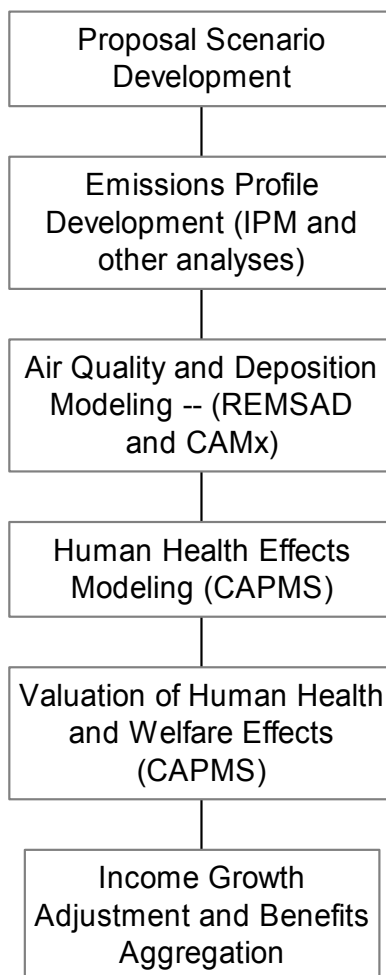 Proposal Scenario
Development
Emissions Profile
Development (IPM and
other analyses)
Air Quality and Deposition
Modeling -- (REMSAD
and CAMx)
Human Health Effects
Modeling (CAPMS)
Valuation of Human Health
and Welfare Effects
(CAPMS)
Income Growth
Adjustment and Benefits
Aggregation